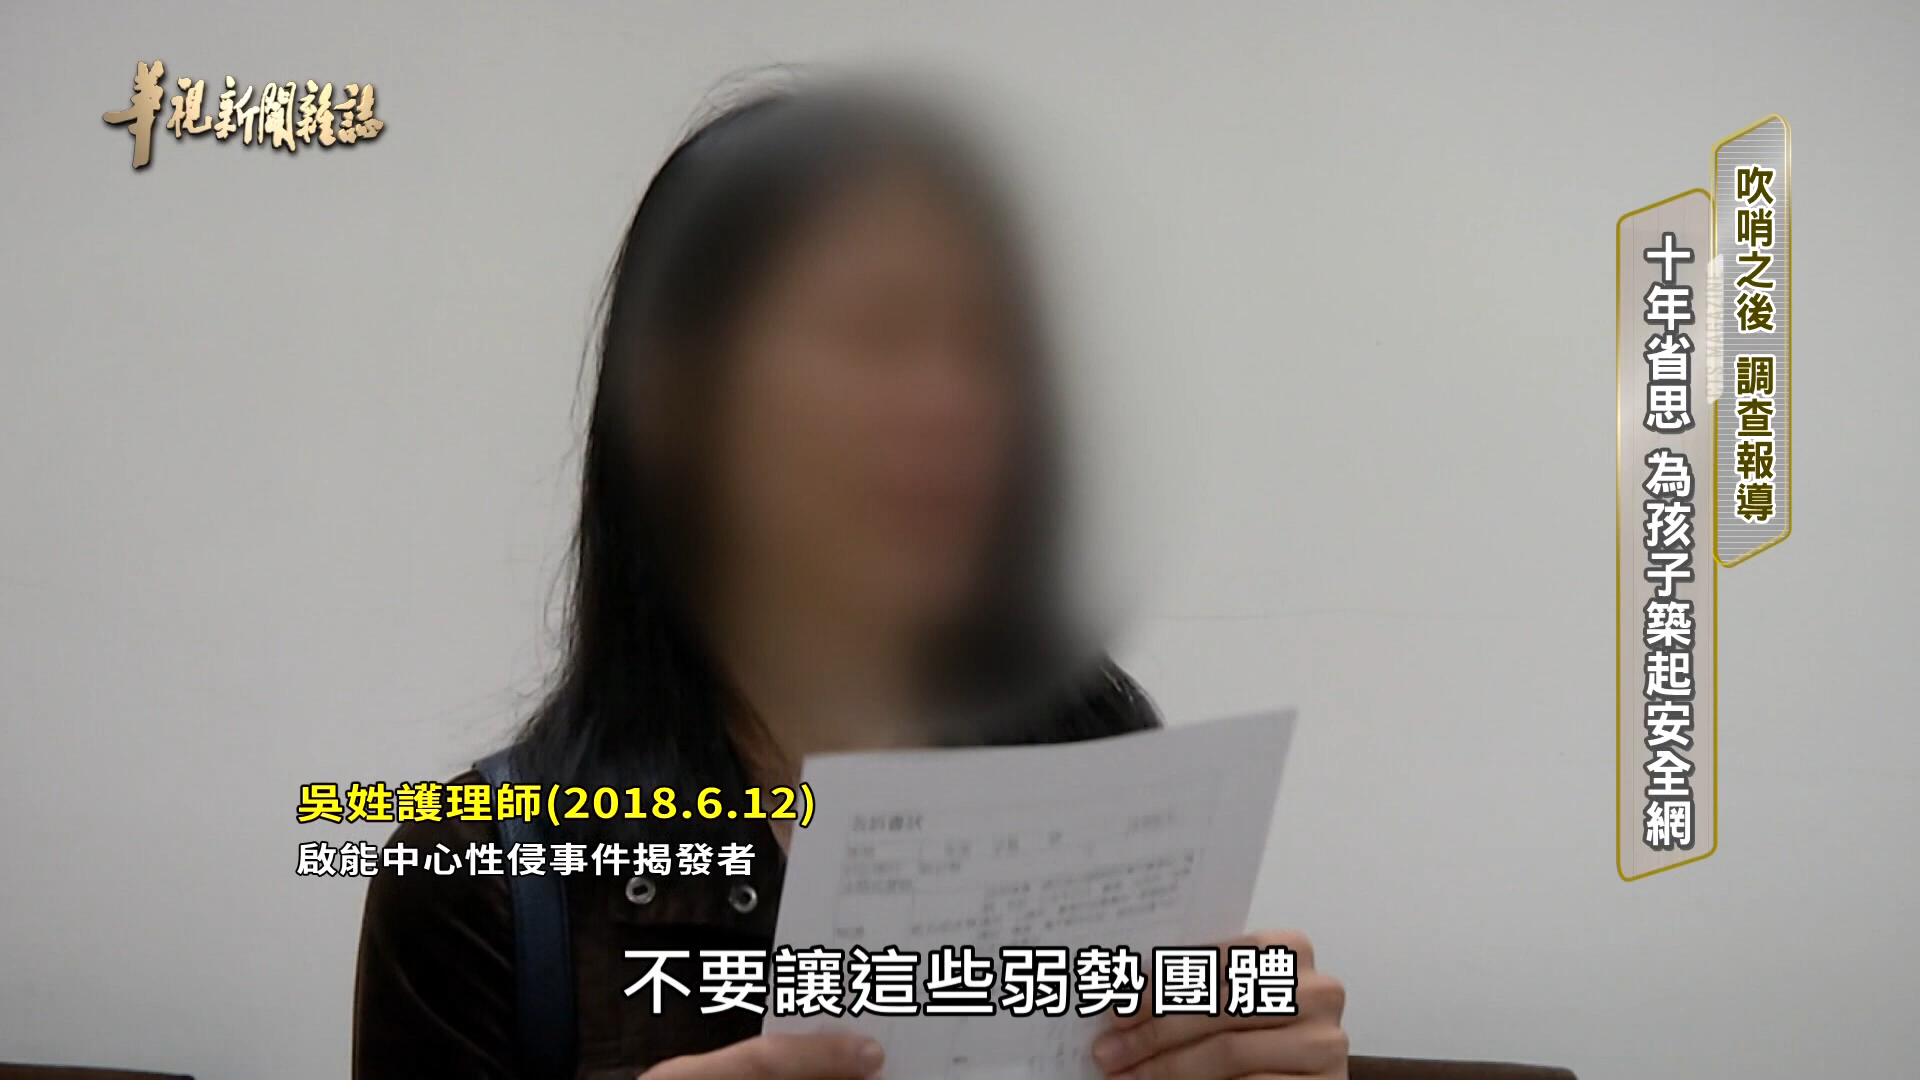 華視新聞雜誌
吹哨之後 調查報導
十年省思 為孩子築起安全網
吳姓護理師(2018.6.12)
啟能中心性侵事件揭發者
不要讓這些弱勢團體